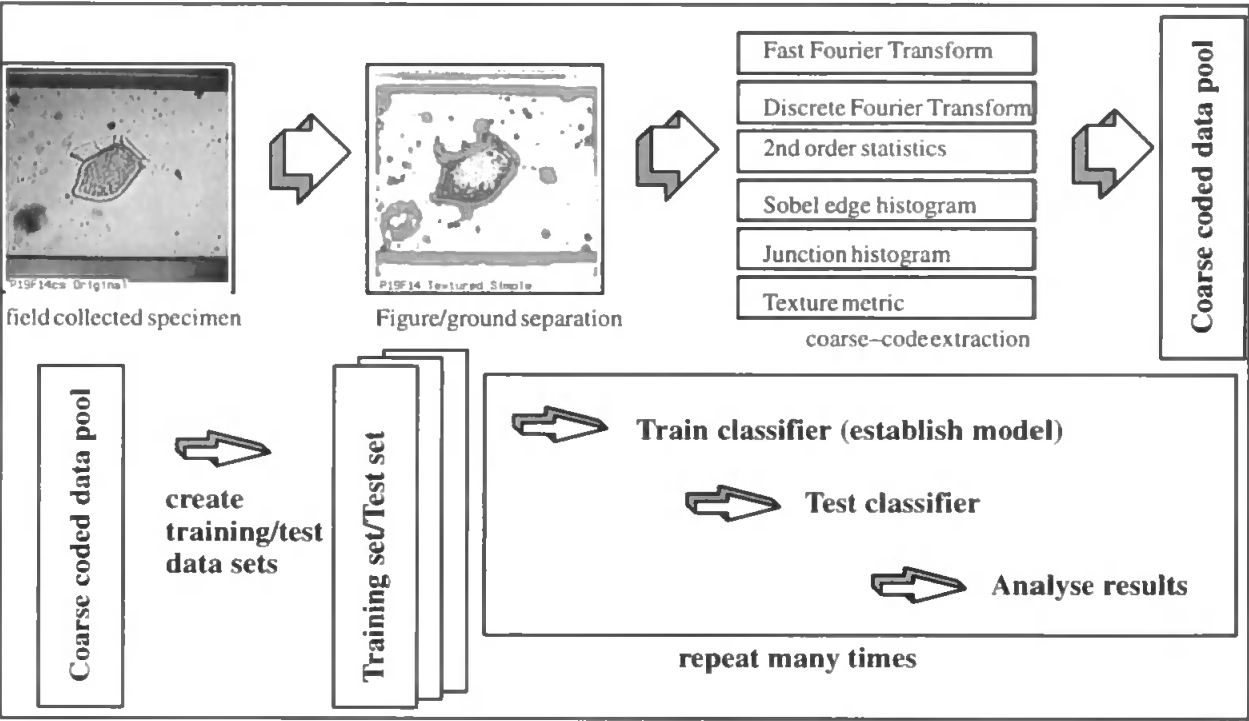 Fast Fourier Transform
Discrete Fourier Transform
2nd order statistics
Sobel edge histogram
Junction histogram
Texture metric
coarse-code extraction
Coarse coded data pool
P19F14cs Original
field collected specimen
P19F14 Textured Simple
Figure/ground separation
Coarse coded data pool
create
training/test
data sets
Training set/Test set
Train classifier (establish model)
Test classifier
Analyse results
repeat many times